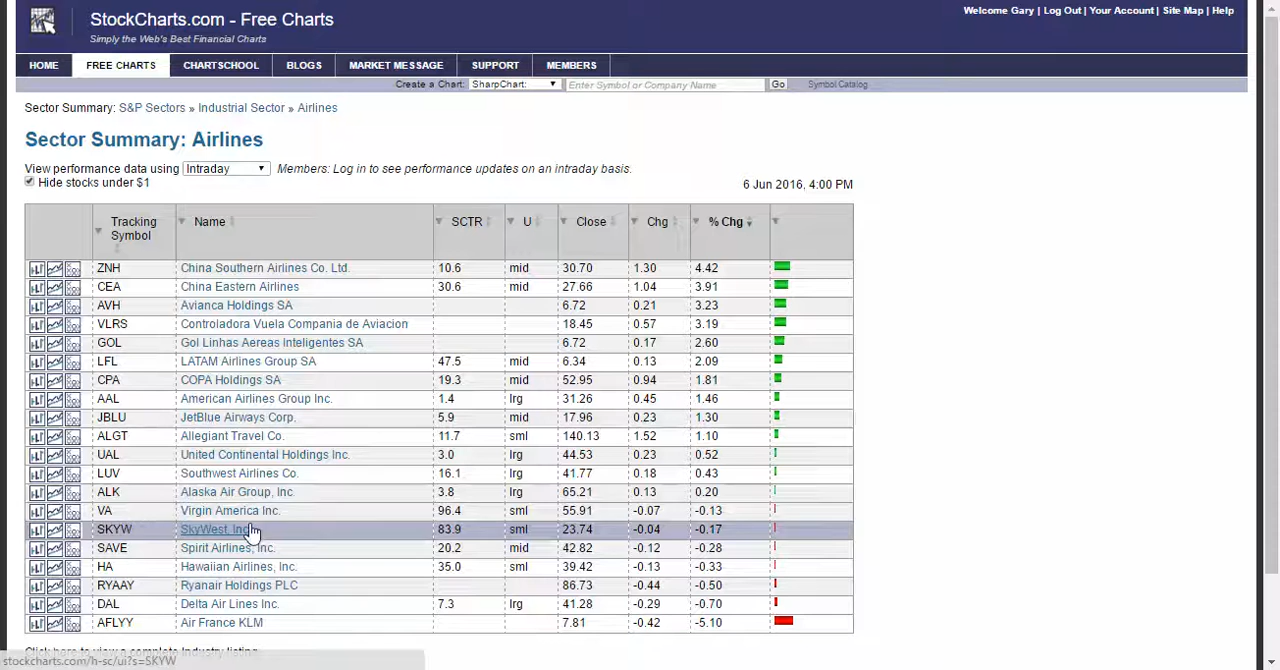 StockCharts.com - Free Charts
Simply the Web's Best Financial Charts
Welcome Gary | Log Out | Your Account | Site Map | Help
HOME FREE CHARTS CHARTSCHOOL BLOGS MARKET MESSAGE SUPPORT MEMBERS
Create a Chart: SharpChart: Enter Symbol or Company Name Go Symbol Catalog
Sector Summary: S&P Sectors » Industrial Sector » Airlines
Sector Summary: Airlines
View performance data using Intraday Members: Log in to see performance updates on an intraday basis.
Hide stocks under $1
6 Jun 2016, 4:00 PM
Tracking Symbol Name SCTR U Close Chg % Chg
ZNH China Southern Airlines Co. Ltd. 10.6 mid 30.70 1.30 4.42
CEA China Eastern Airlines 30.6 mid 27.66 1.04 3.91
AVH Avianca Holdings SA 6.72 0.21 3.23
VLRS Controladora Vuela Compania de Aviacion 18.45 0.57 3.19
GOL Gol Linhas Aereas Inteligentes SA 6.72 0.17 2.60
LFL LATAM Airlines Group SA 47.5 mid 6.34 0.13 2.09
CPA COPA Holdings SA 19.3 mid 52.95 0.94 1.81
AAL American Airlines Group Inc. 1.4 lrg 31.26 0.45 1.46
JBLU JetBlue Airways Corp. 5.9 mid 17.96 0.23 1.30
ALGT Allegiant Travel Co. 11.7 sml 140.13 1.52 1.10
UAL United Continental Holdings Inc. 3.0 lrg 44.53 0.23 0.52
LUV Southwest Airlines Co. 16.1 lrg 41.77 0.18 0.43
ALK Alaska Air Group, Inc. 3.8 lrg 65.21 0.13 0.20
VA Virgin America Inc. 96.4 sml 55.91 -0.07 -0.13
SKYW SkyWest, Inc. 83.9 sml 23.74 -0.04 -0.17
SAVE Spirit Airlines, Inc. 20.2 mid 42.82 -0.12 -0.28
HA Hawaiian Airlines, Inc. 35.0 sml 39.42 -0.13 -0.33
RYAAY Ryanair Holdings PLC 86.73 -0.44 -0.50
DAL Delta Air Lines Inc. 7.3 lrg 41.28 -0.29 -0.70
AFLYY Air France KLM 7.81 -0.42 -5.10
Click here to view a complete Industry listing
stockcharts.com/h-sc/ui?s=SKYW